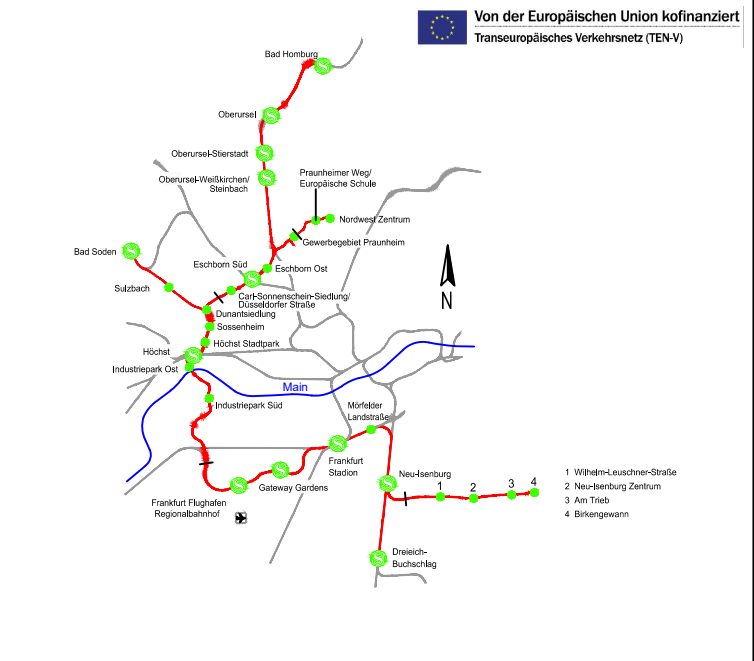 Von der Europäischen Union kofinanziert
Transeuropäisches Verkehrsnetz (TEN-V)
Bad Homburg
Oberursel
Oberursel-Stierstadt
Oberursel-Weißkirchen/
Steinbach
Praunheimer Weg/
Europäische Schule
Nordwest Zentrum
Gewerbegebiet Praunheim
Bad Soden
Eschborn Süd
Eschborn Ost
Sulzbach
Carl-Sonnenschein-Siedlung/
Düsseldorfer Straße
Dunantsiedlung
Sossenheim
Höchst Stadtpark
Höchst
Industriepark Ost
N
Main
Industriepark Süd
Mörfelder
Landstraße
Frankfurt
Stadion
Gateway Gardens
Frankfurt Flughafen
Regionalbahnhof
Neu-Isenburg
1
2
3
4
1 Wilhelm-Leuschner-Straße
2 Neu-Isenburg Zentrum
3 Am Trieb
4 Birkengewann
Dreieich-
Buchschlag